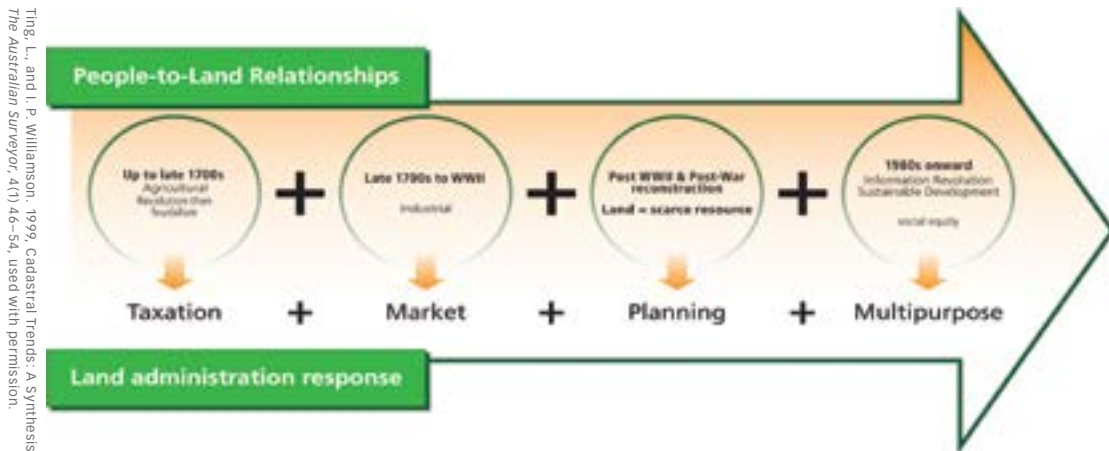 Ting, L., and I. P. Williamson. 1999, Cadastral Trends: A Synthesis
The Australian Surveyor, 4(1) 46–54, used with permission.
People-to-Land Relationships
Up to late 1700s
Agricultural
Revolution then
feudalism
+
Late 1700s to WWII
Industrial
+
Post WWII & Post-War
reconstruction
Land = scarce resource
+
1980s onward
Information Revolution
Sustainable Development
social equity
Taxation + Market + Planning + Multipurpose
Land administration response